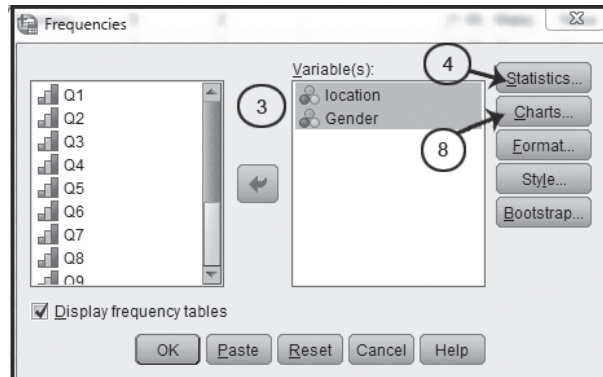 Frequencies
Variable(s):
Q1
Q2
Q3
Q4
Q5
Q6
Q7
Q8
Q9
3
location
Gender
4
8
Statistics...
Charts...
Format...
Style...
Bootstrap...
Display frequency tables
OK Paste Reset Cancel Help